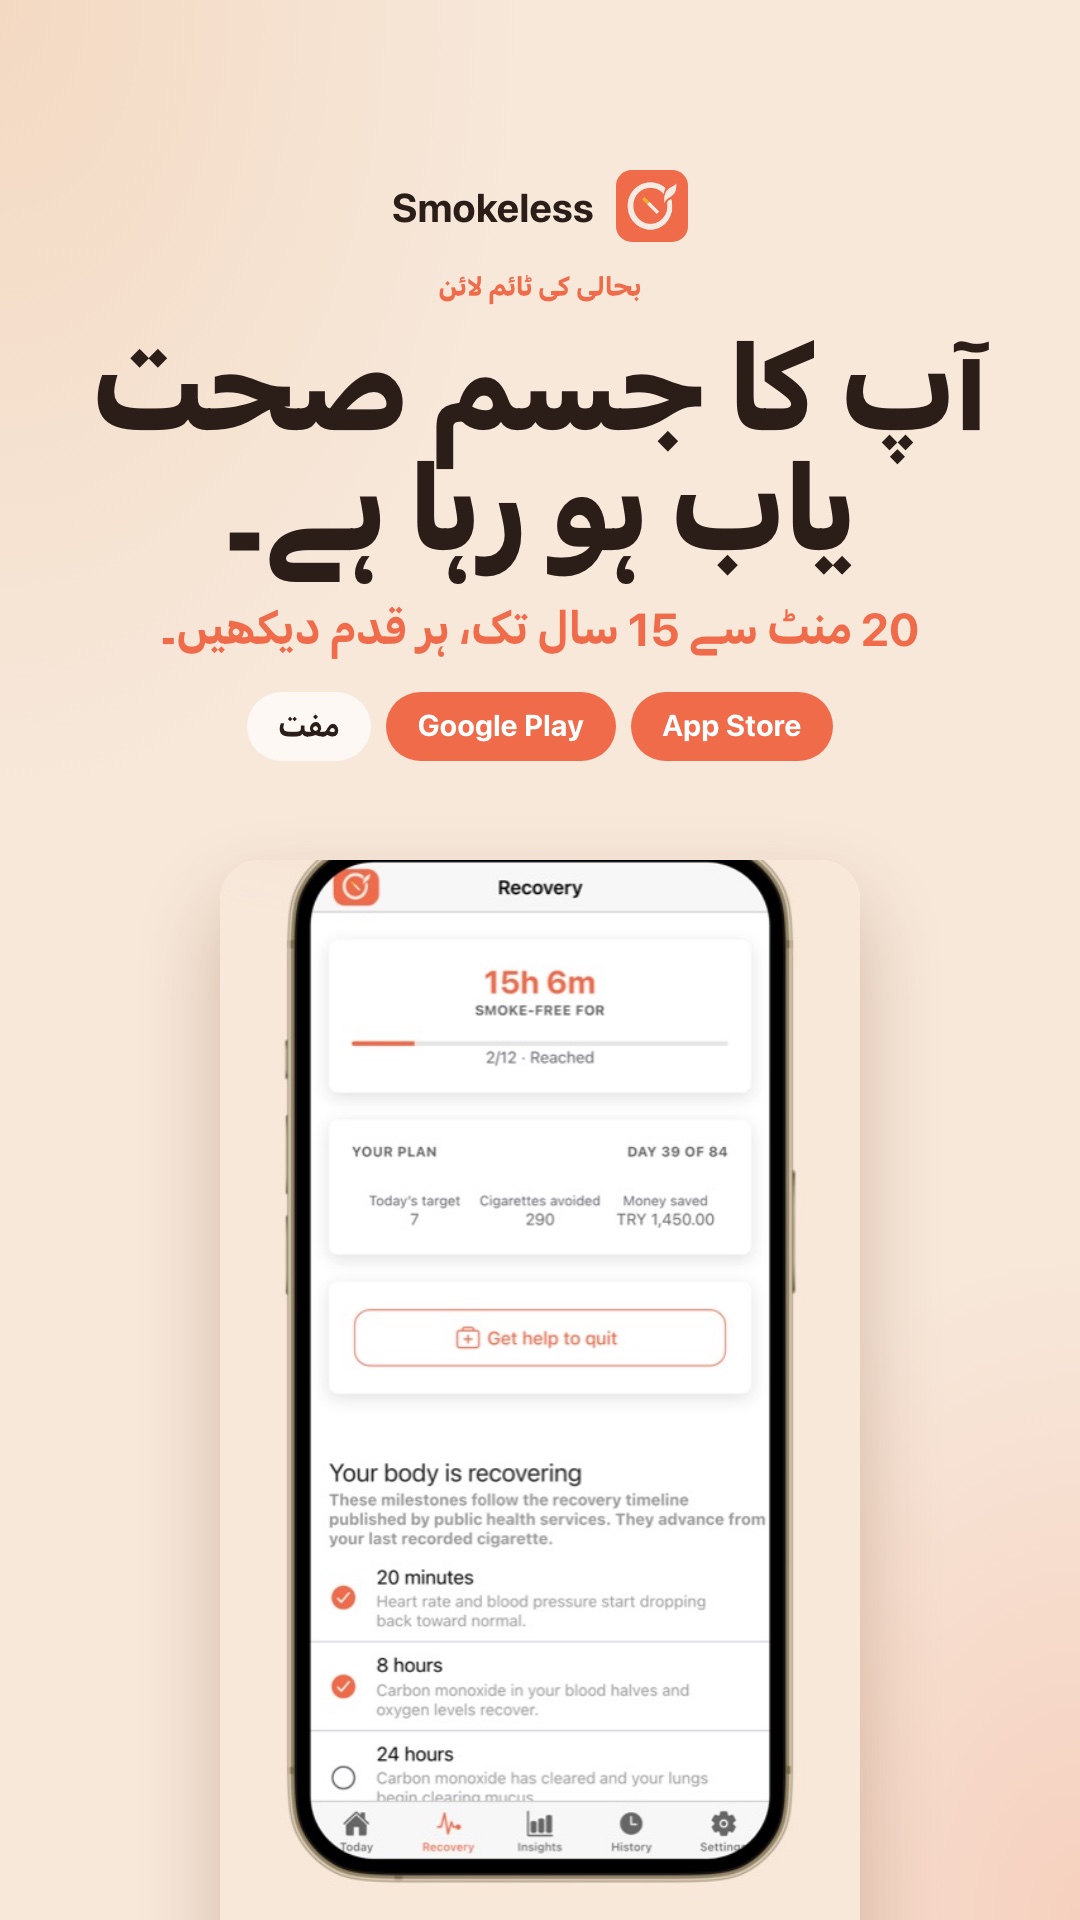 Smokeless
بحالی کی ٹائم لائن
آپ کا جسم صحت
یاب ہو رہا ہے۔
20 منٹ سے 15 سال تک، ہر قدم دیکھیں۔
App Store
Google Play
مفت
Recovery
15h 6m
SMOKE-FREE FOR
2/12 · Reached
YOUR PLAN
DAY 39 OF 84
Today's target
7
Cigarettes avoided
290
Money saved
TRY 1,450.00
Get help to quit
Your body is recovering
These milestones follow the recovery timeline
published by public health services. They advance from
your last recorded cigarette.
20 minutes
Heart rate and blood pressure start dropping
back toward normal.
8 hours
Carbon monoxide in your blood halves and
oxygen levels recover.
24 hours
Carbon monoxide has cleared and your lungs
begin clearing mucus
Today
Recovery
Insights
History
Settings